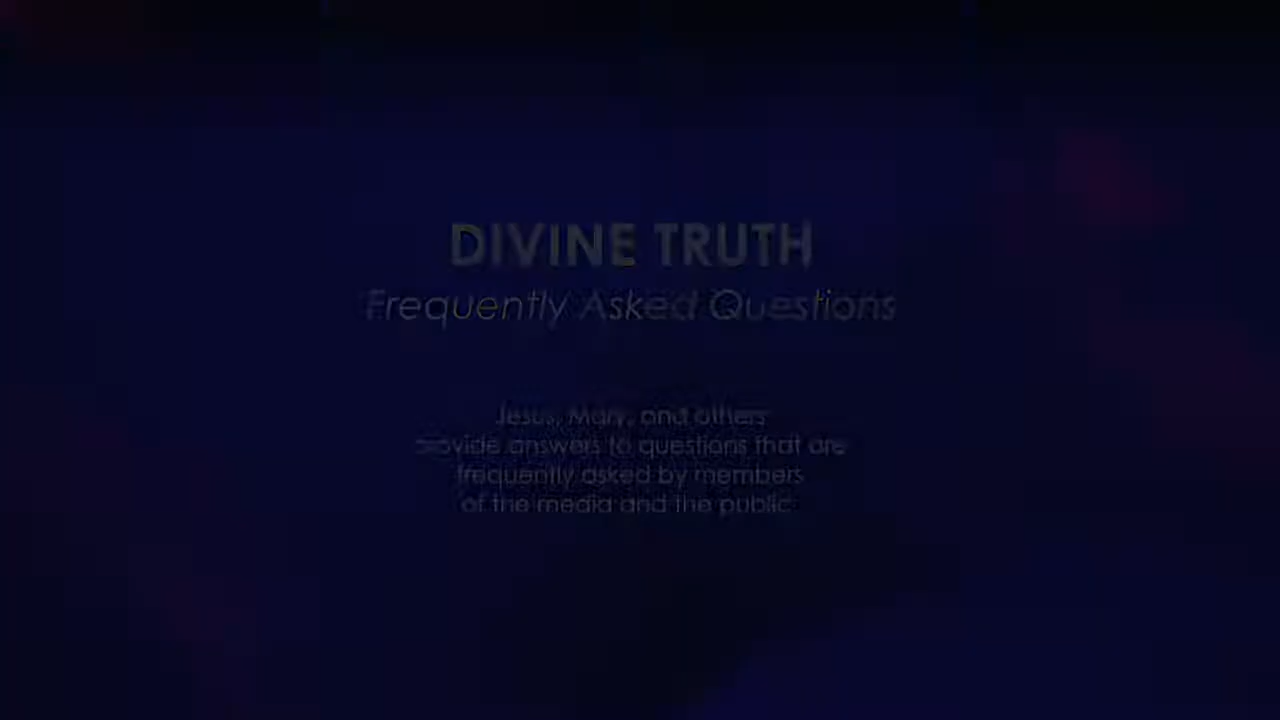 DIVINE TRUTH
Frequently Asked Questions
Jesus, Mary, and others
provide answers to questions that are
frequently asked by members
of the media and the public